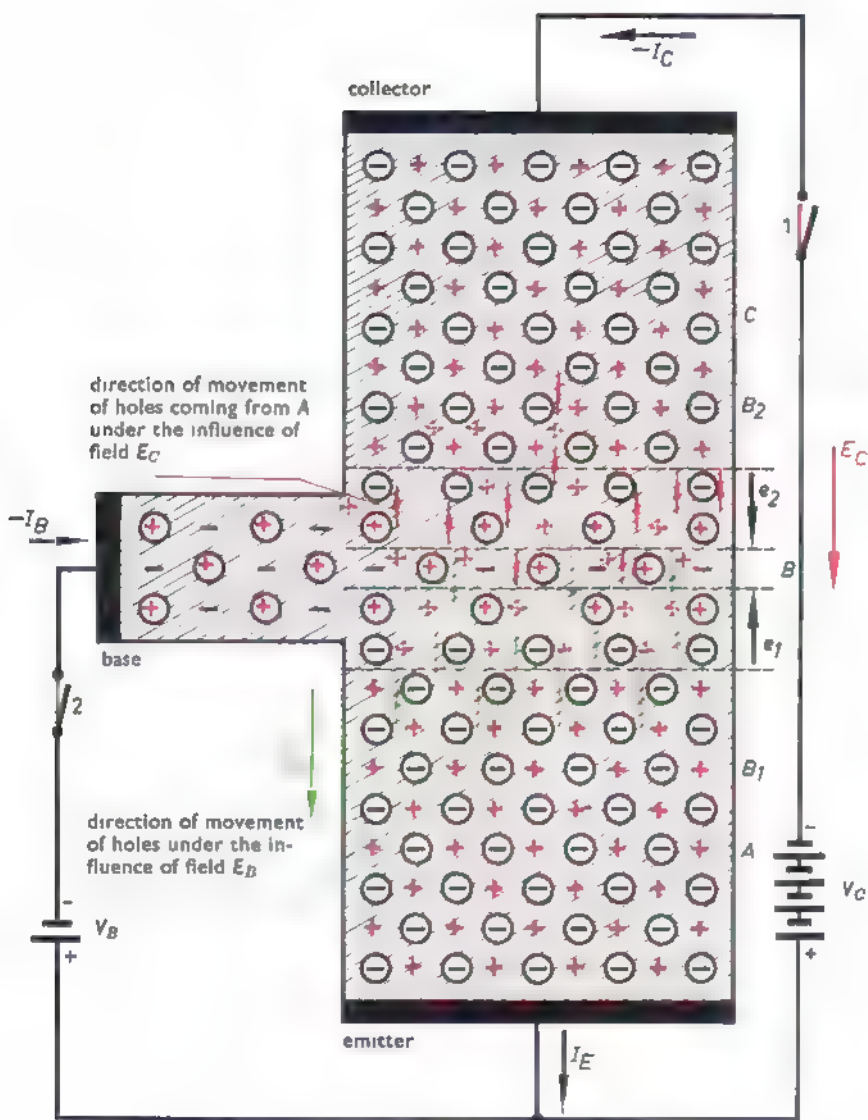 -I_C
collector
1
C
direction of movement
of holes coming from A
under the influence of
field E_C
B_2
E_C
e_2
-I_B
B
e_1
base
2
B_1
direction of movement
of holes under the in-
fluence of field E_B
A
-
V_B
+
-
V_C
+
emitter
I_E